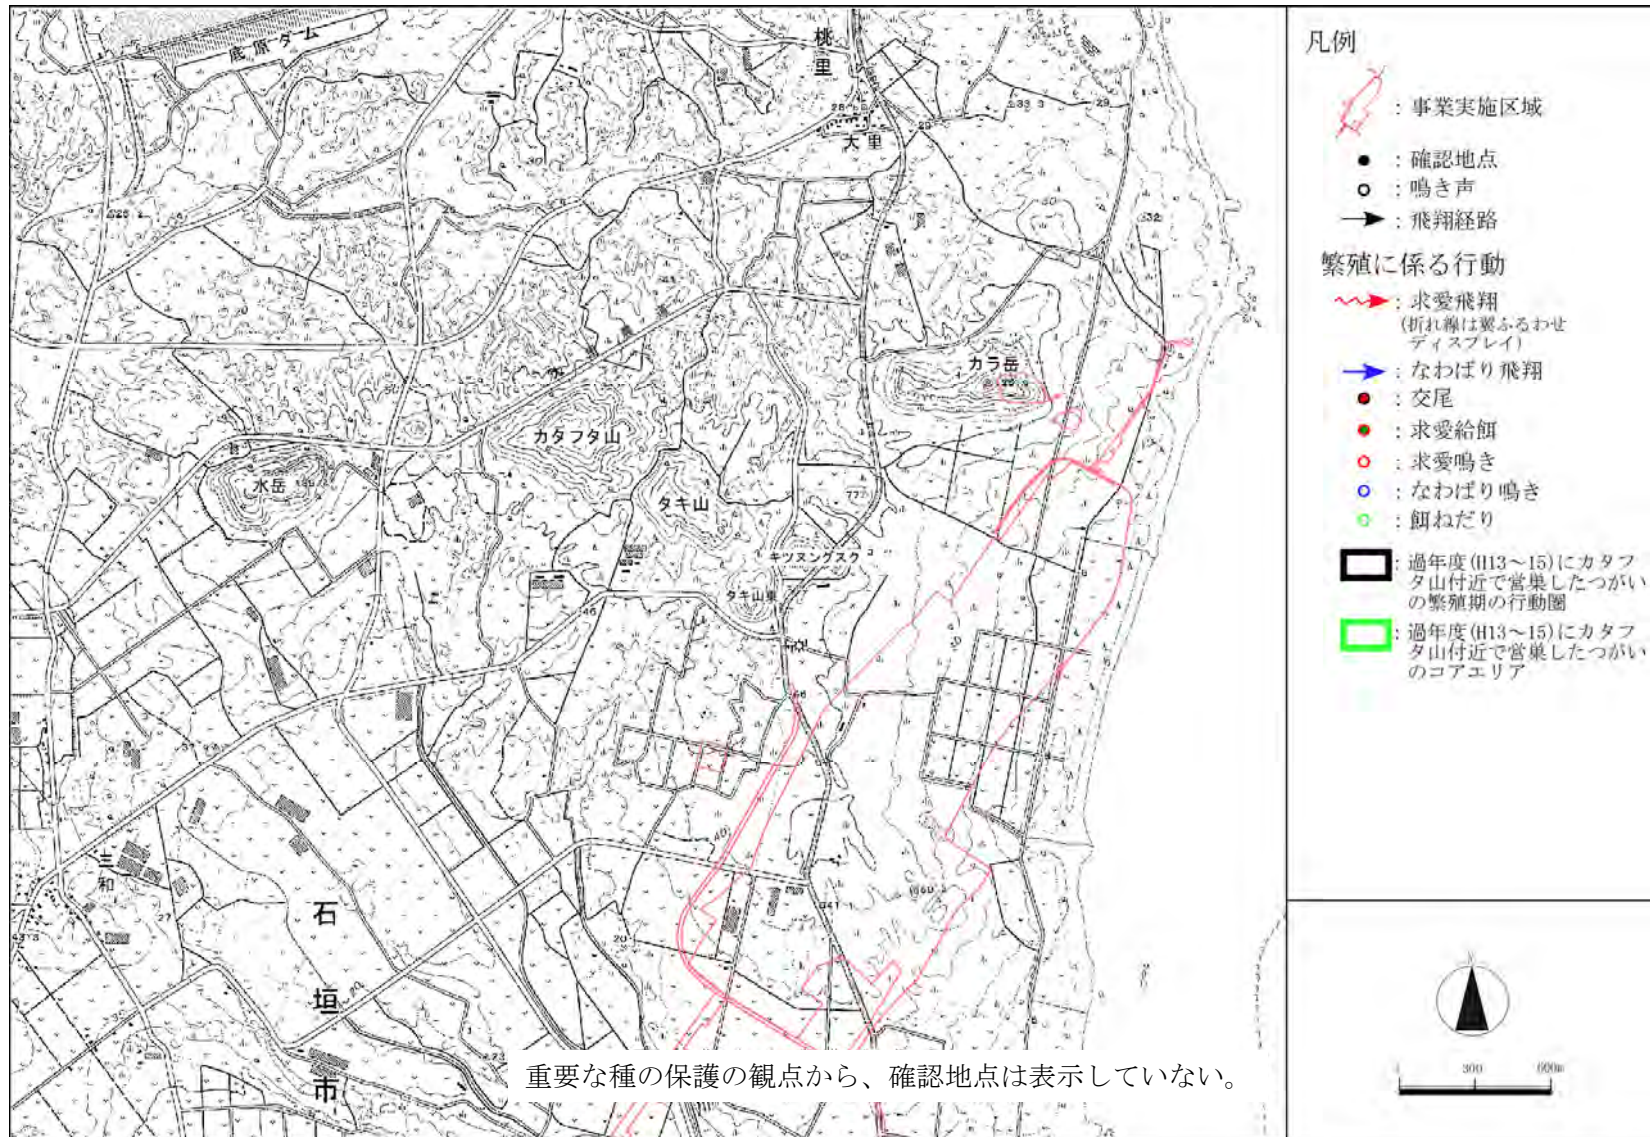 底原ダム
桃里
大里
カラ岳
カタフタ山
水岳
タキ山
キツヌングスク
タキ山東
三和
石垣市
重要な種の保護の観点から、確認地点は表示していない。
凡例
：事業実施区域
：確認地点
：鳴き声
：飛翔経路
繁殖に係る行動
：求愛飛翔
(折れ線は翼ふるわせ
ディスプレイ)
：なわばり飛翔
：交尾
：求愛給餌
：求愛鳴き
：なわばり鳴き
：餌ねだり
：過年度(H13～15)にカタフ
タ山付近で営巣したつがい
の繁殖期の行動圏
：過年度(H13～15)にカタフ
タ山付近で営巣したつがい
のコアエリア
300
600m